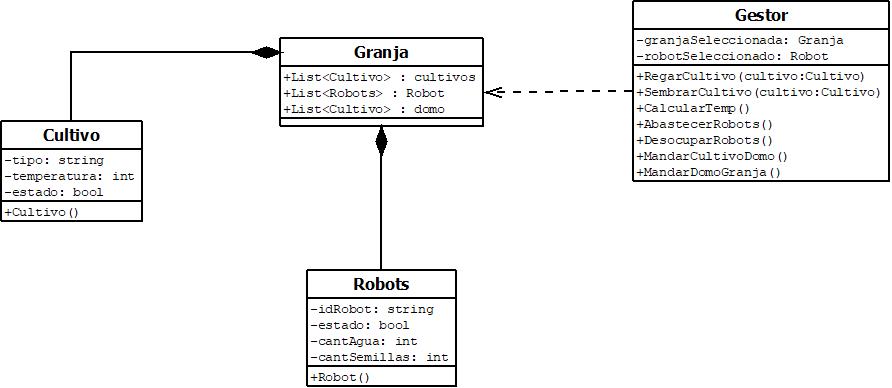 Gestor
-granjaSeleccionada: Granja
-robotSeleccionado: Robot
+RegarCultivo(cultivo:Cultivo)
+SembrarCultivo(cultivo:Cultivo)
+CalcularTemp()
+AbastecerRobots()
+DesocuparRobots()
+MandarCultivoDomo()
+MandarDomoGranja()
Granja
+List<Cultivo> : cultivos
+List<Robots> : Robot
+List<Cultivo> : domo
Cultivo
-tipo: string
-temperatura: int
-estado: bool
+Cultivo()
Robots
-idRobot: string
-estado: bool
-cantAgua: int
-cantSemillas: int
+Robot()